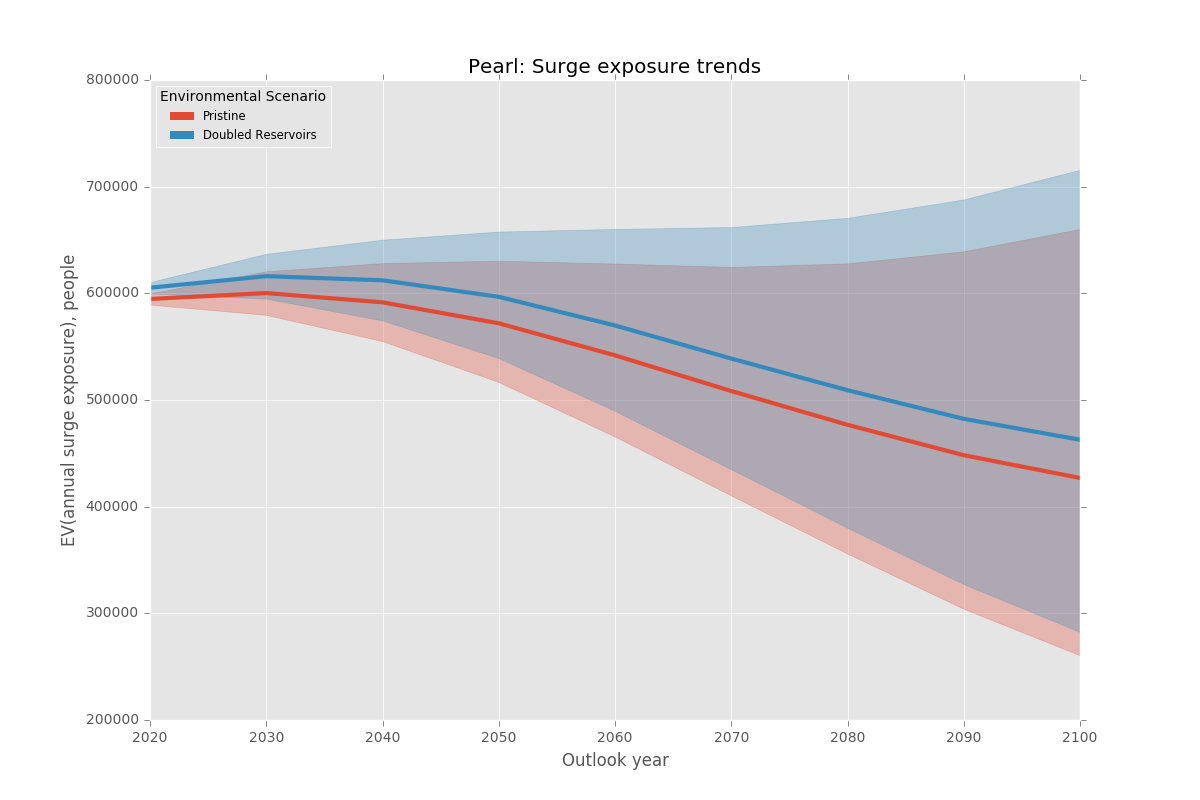 Pearl: Surge exposure trends
Environmental Scenario
Pristine
Doubled Reservoirs
EV(annual surge exposure), people
800000
700000
600000
500000
400000
300000
200000
2020 2030 2040 2050 2060 2070 2080 2090 2100
Outlook year